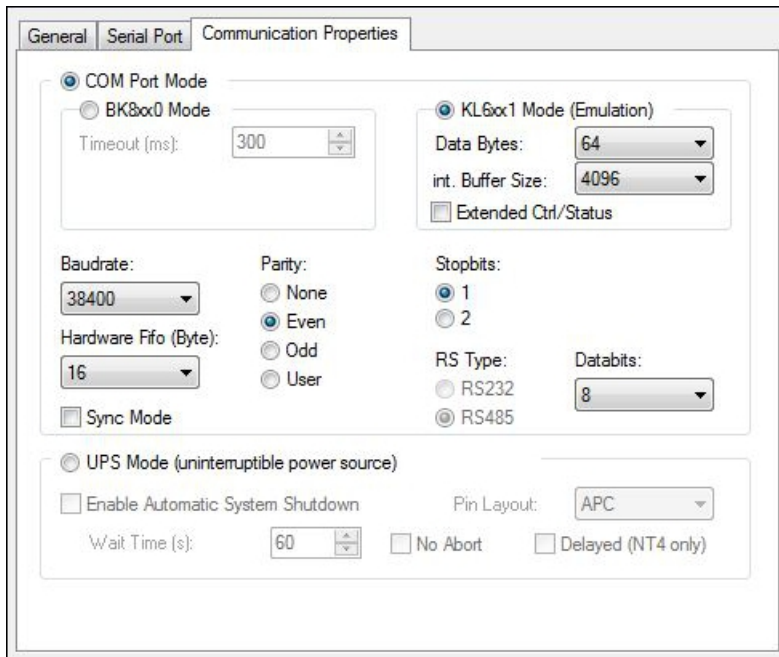 General Serial Port Communication Properties
COM Port Mode
BK8xx0 Mode
Timeout (ms): 300
KL6xx1 Mode (Emulation)
Data Bytes: 64
int. Buffer Size: 4096
Extended Ctrl/Status
Baudrate:
38400
Hardware Fifo (Byte):
16
Sync Mode
Parity:
None
Even
Odd
User
Stopbits:
1
2
RS Type:
RS232
RS485
Databits:
8
UPS Mode (uninterruptible power source)
Enable Automatic System Shutdown Pin Layout: APC
Wait Time (s): 60 No Abort Delayed (NT4 only)